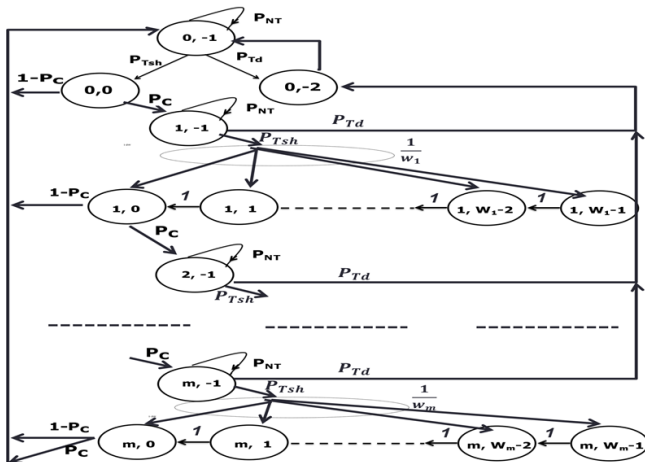 P_NT
0, -1
P_Tsh P_Td
1-P_C
0,0 0,-2
P_C
P_NT
1, -1 P_Td
P_Tsh 1/w_1
1-P_C
1, 0 1 1, 1 1 1, W_1-2 1 1, W_1-1
P_C
P_NT
2, -1 P_Td
P_Tsh
P_C
P_NT
m, -1 P_Td
P_Tsh 1/w_m
1-P_C
m, 0 1 m, 1 1 m, W_m-2 1 m, W_m-1
P_C